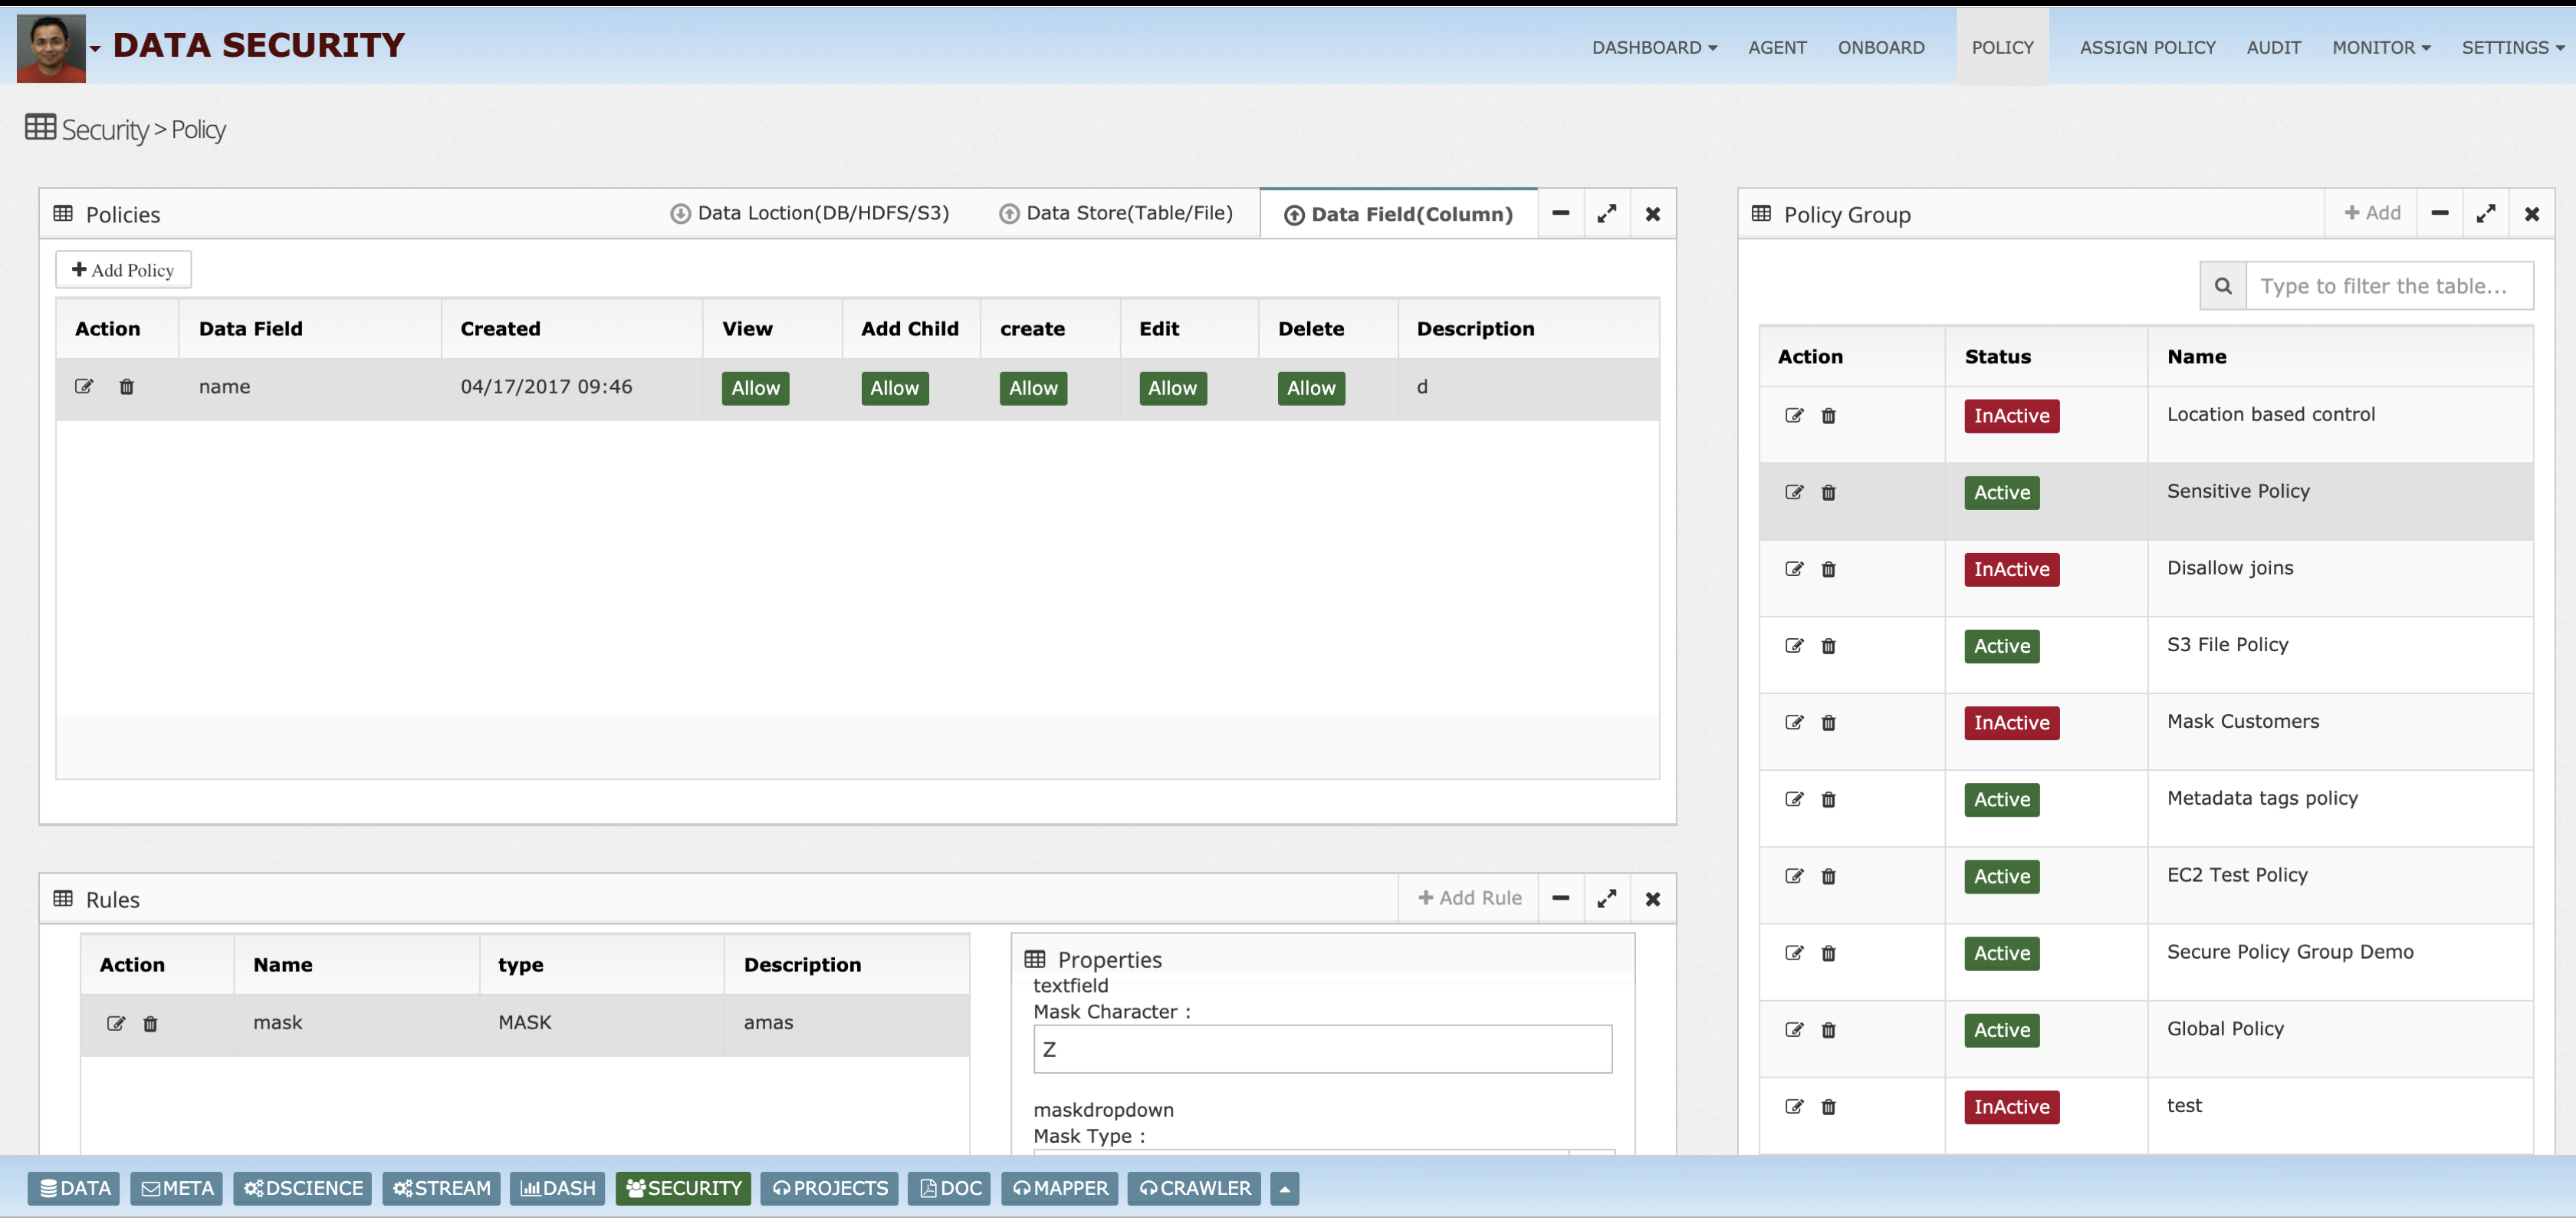 DATA SECURITY
DASHBOARD AGENT ONBOARD POLICY ASSIGN POLICY AUDIT MONITOR SETTINGS
Security > Policy
Policies Data Loction(DB/HDFS/S3) Data Store(Table/File) Data Field(Column)
+ Add Policy
Action Data Field Created View Add Child create Edit Delete Description
name 04/17/2017 09:46 Allow Allow Allow Allow Allow d
Rules + Add Rule
Action Name type Description
mask MASK amas
Properties
textfield
Mask Character :
Z
maskdropdown
Mask Type :
Policy Group + Add
Type to filter the table...
Action Status Name
InActive Location based control
Active Sensitive Policy
InActive Disallow joins
Active S3 File Policy
InActive Mask Customers
Active Metadata tags policy
Active EC2 Test Policy
Active Secure Policy Group Demo
Active Global Policy
InActive test
DATA META DSCIENCE STREAM DASH SECURITY PROJECTS DOC MAPPER CRAWLER